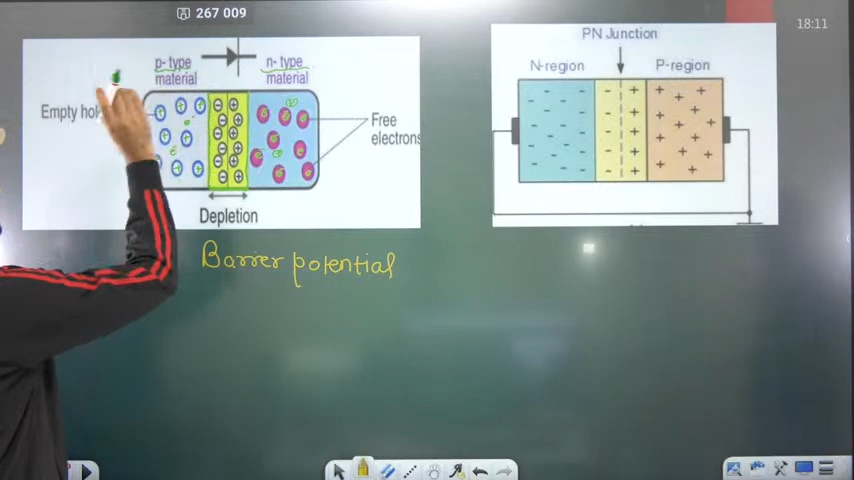 267 009
18:11
p- type
material
n- type
material
Empty hol
Free
electrons
Depletion
Barrier potential
PN Junction
N-region
P-region